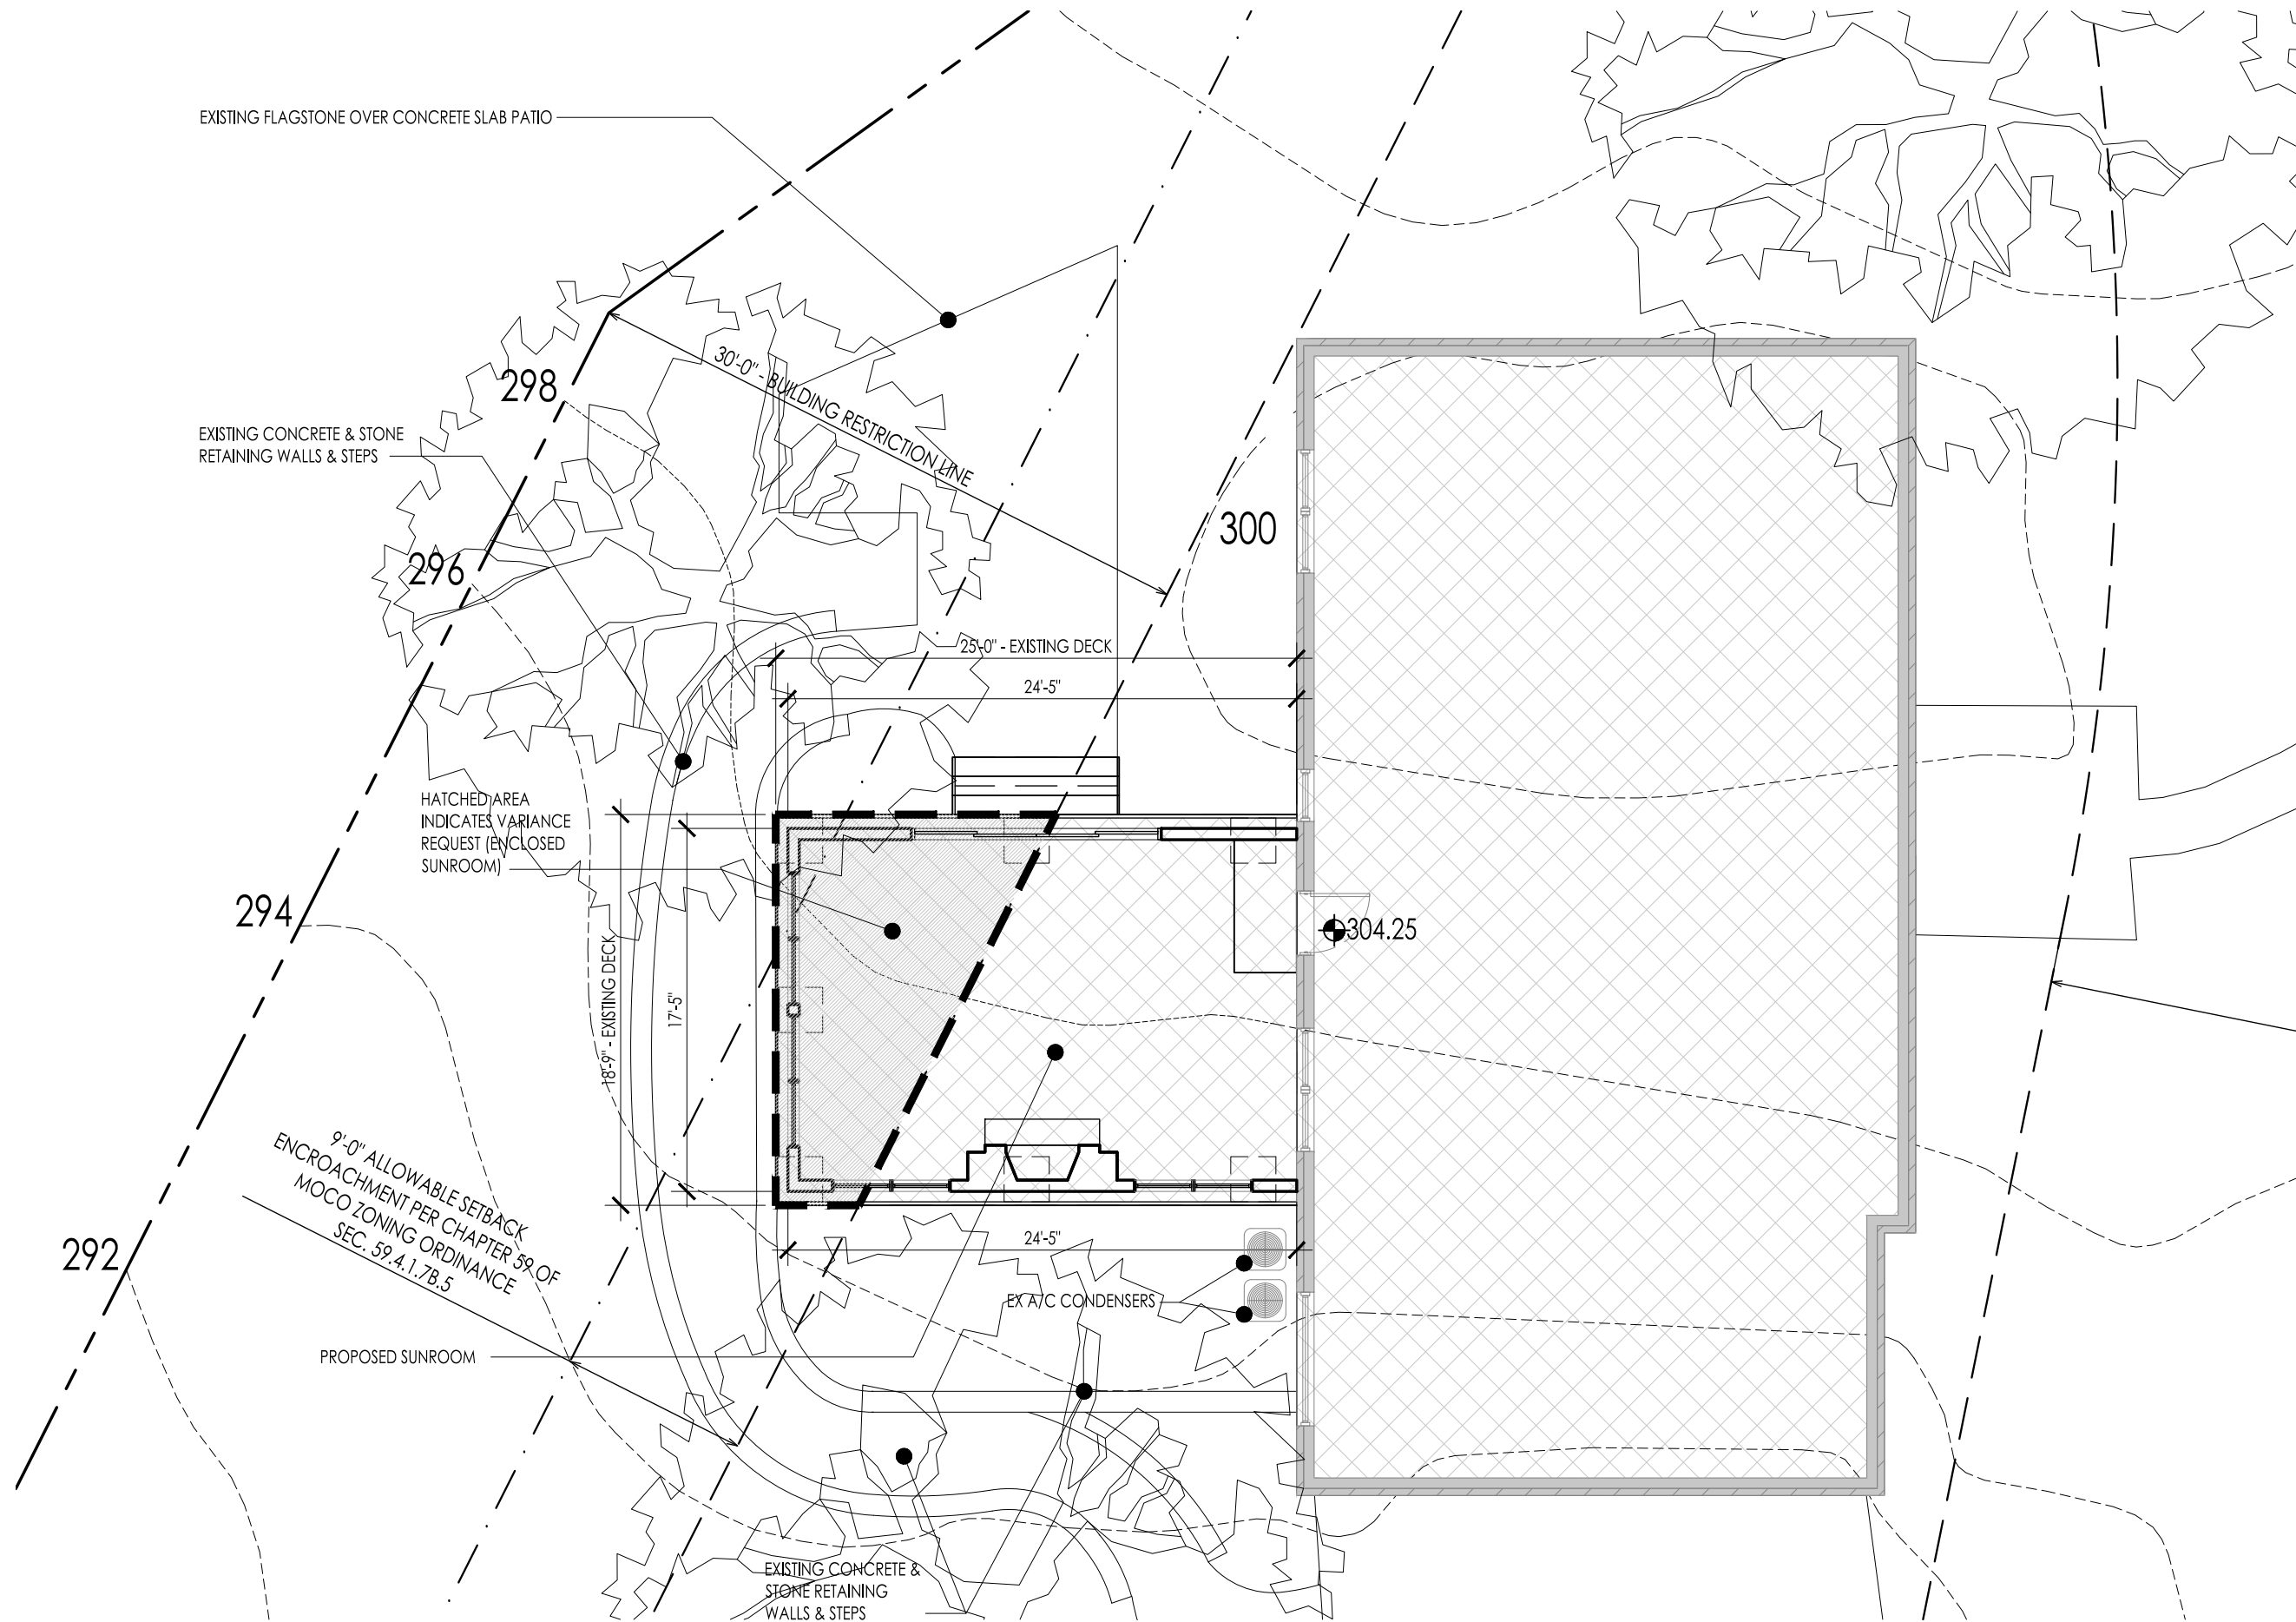 EXISTING FLAGSTONE OVER CONCRETE SLAB PATIO
30'-0" - BUILDING RESTRICTION LINE
298
EXISTING CONCRETE & STONE
RETAINING WALLS & STEPS
300
296
25'-0" - EXISTING DECK
24'-5"
HATCHED AREA
INDICATES VARIANCE
REQUEST (ENCLOSED
SUNROOM)
294
304.25
18'-9" - EXISTING DECK
17'-5"
9'-0" ALLOWABLE SETBACK
ENCROACHMENT PER CHAPTER 59 OF
MOCO ZONING ORDINANCE
SEC. 59.4.1.7B.5
292
24'-5"
EX A/C CONDENSERS
PROPOSED SUNROOM
EXISTING CONCRETE &
STONE RETAINING
WALLS & STEPS